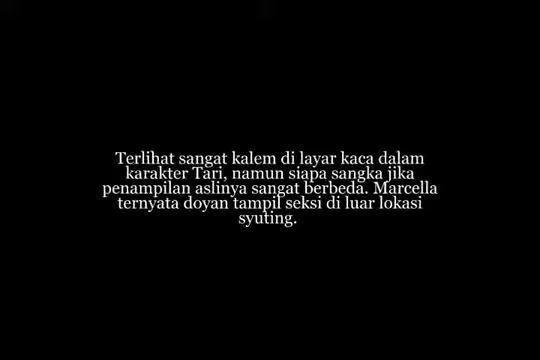 Terlihat sangat kalem di layar kaca dalam
karakter Tari, namun siapa sangka jika
penampilan aslinya sangat berbeda. Marcella
ternyata doyan tampil seksi di luar lokasi
syuting.